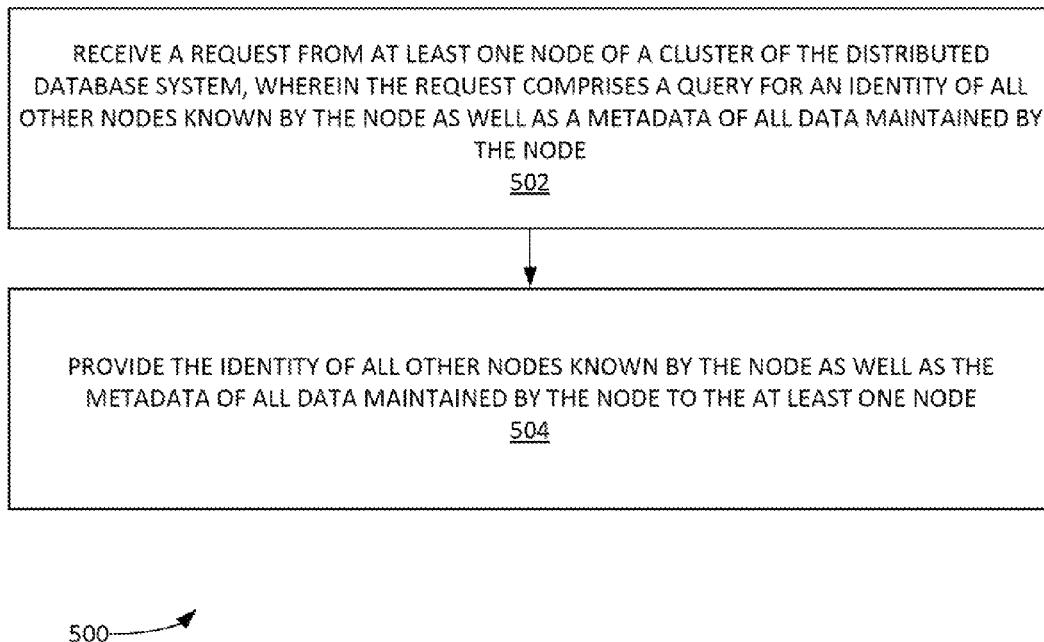 RECEIVE A REQUEST FROM AT LEAST ONE NODE OF A CLUSTER OF THE DISTRIBUTED
DATABASE SYSTEM, WHEREIN THE REQUEST COMPRISES A QUERY FOR AN IDENTITY OF ALL
OTHER NODES KNOWN BY THE NODE AS WELL AS A METADATA OF ALL DATA MAINTAINED BY
THE NODE
502
PROVIDE THE IDENTITY OF ALL OTHER NODES KNOWN BY THE NODE AS WELL AS THE
METADATA OF ALL DATA MAINTAINED BY THE NODE TO THE AT LEAST ONE NODE
504
500